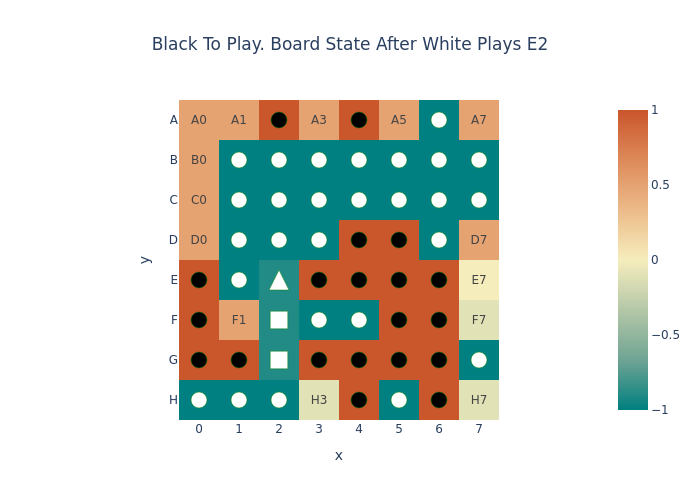 Black To Play. Board State After White Plays E2
A A0 A1 A3 A5 A7
B B0
C C0
D D0 D7
E E7
F F1 F7
G
H H3 H7
0 1 2 3 4 5 6 7
x
y
1
0.5
0
−0.5
−1